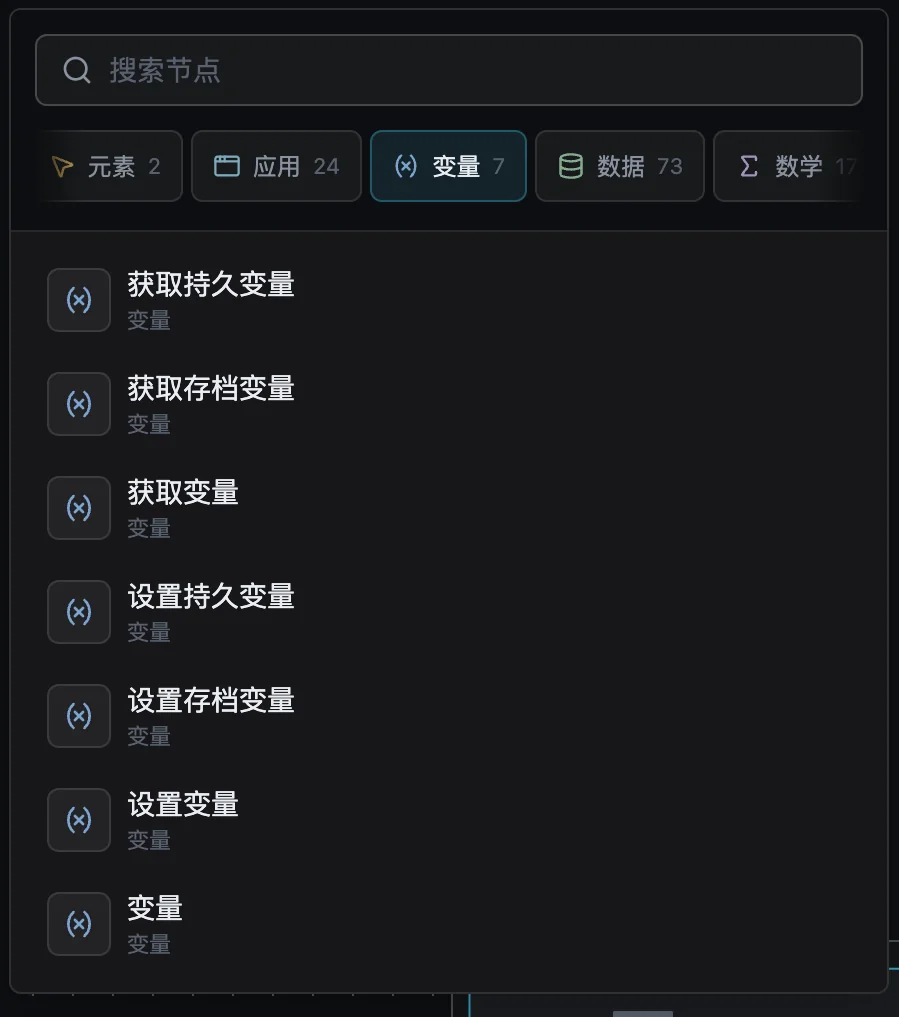 搜索节点
元素 2 应用 24 变量 7 数据 73 数学 17
获取持久变量
变量
获取存档变量
变量
获取变量
变量
设置持久变量
变量
设置存档变量
变量
设置变量
变量
变量
变量